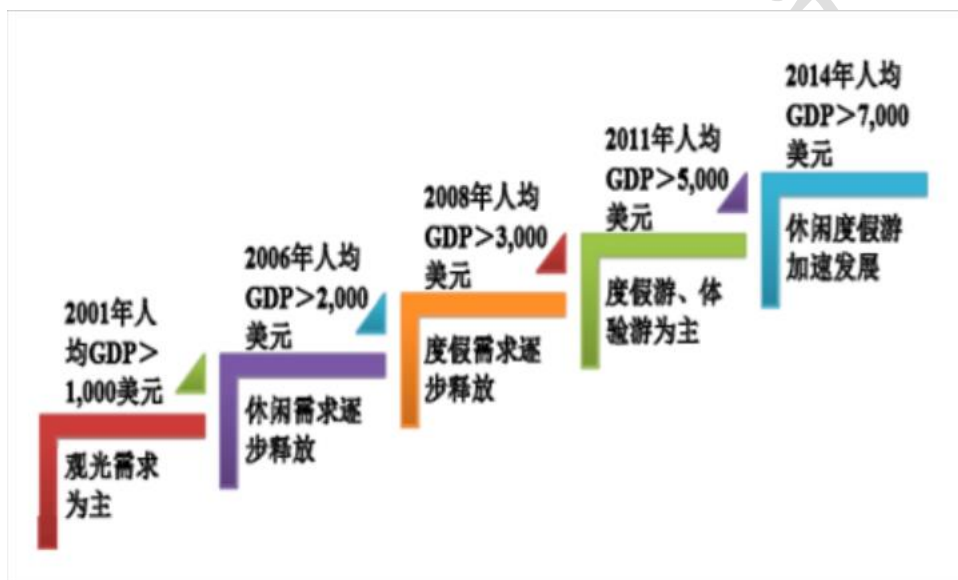 2001年人
均GDP＞
1,000美元
观光需求
为主
2006年人均
GDP＞2,000
美元
休闲需求逐
步释放
2008年人均
GDP＞3,000
美元
度假需求逐
步释放
2011年人均
GDP＞5,000
美元
度假游、体
验游为主
2014年人均
GDP＞7,000
美元
休闲度假游
加速发展